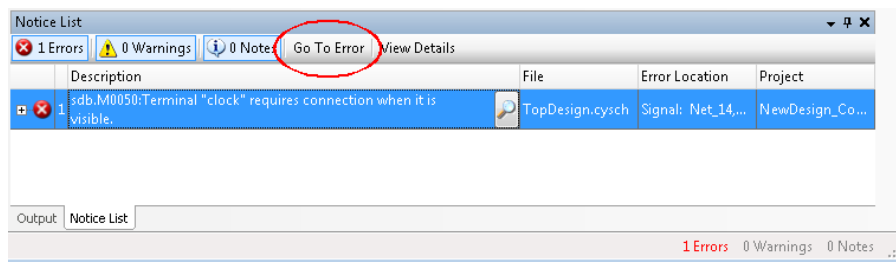 Notice List
1 Errors 0 Warnings 0 Notes Go To Error View Details
Description File Error Location Project
1 sdb.M0050:Terminal "clock" requires connection when it is
visible.
TopDesign.cysch Signal: Net_14,... NewDesign_Co...
Output Notice List
1 Errors 0 Warnings 0 Notes